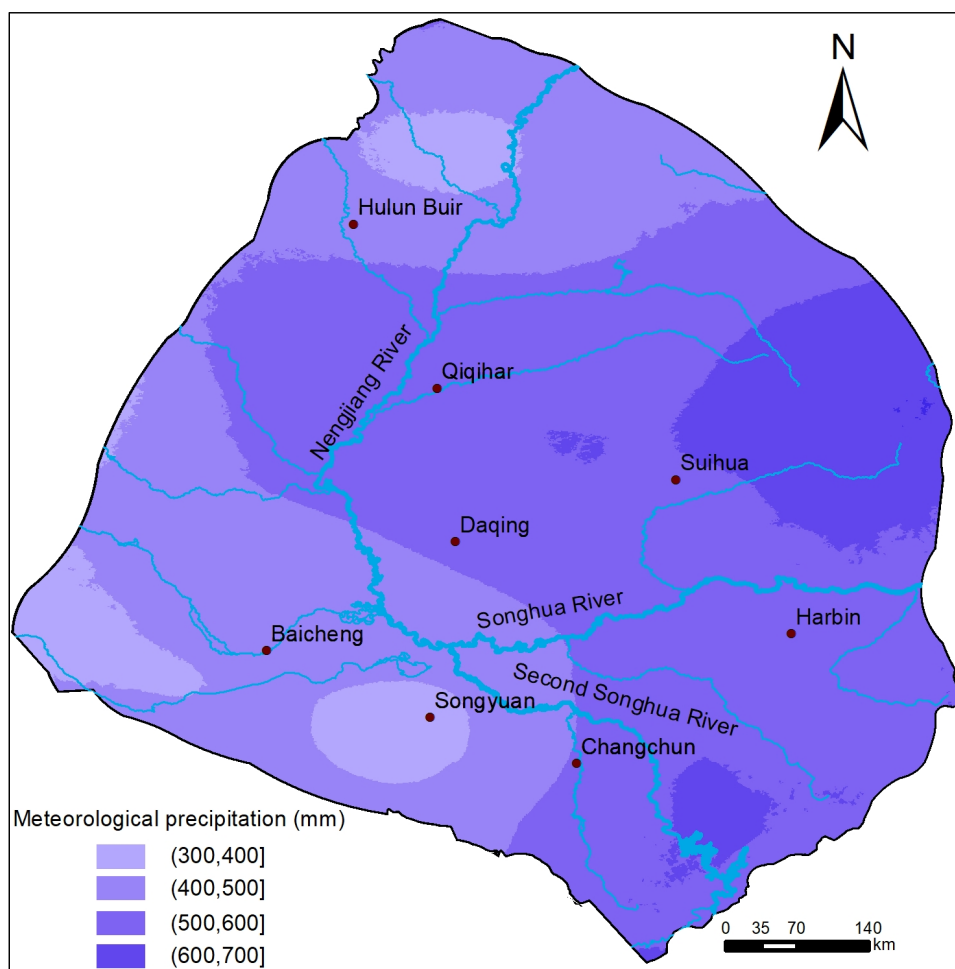 N
Hulun Buir
Nengjiang River
Qiqihar
Suihua
Daqing
Songhua River
Harbin
Baicheng
Second Songhua River
Songyuan
Changchun
Meteorological precipitation (mm)
(300,400]
(400,500]
(500,600]
(600,700]
0 35 70 140
km